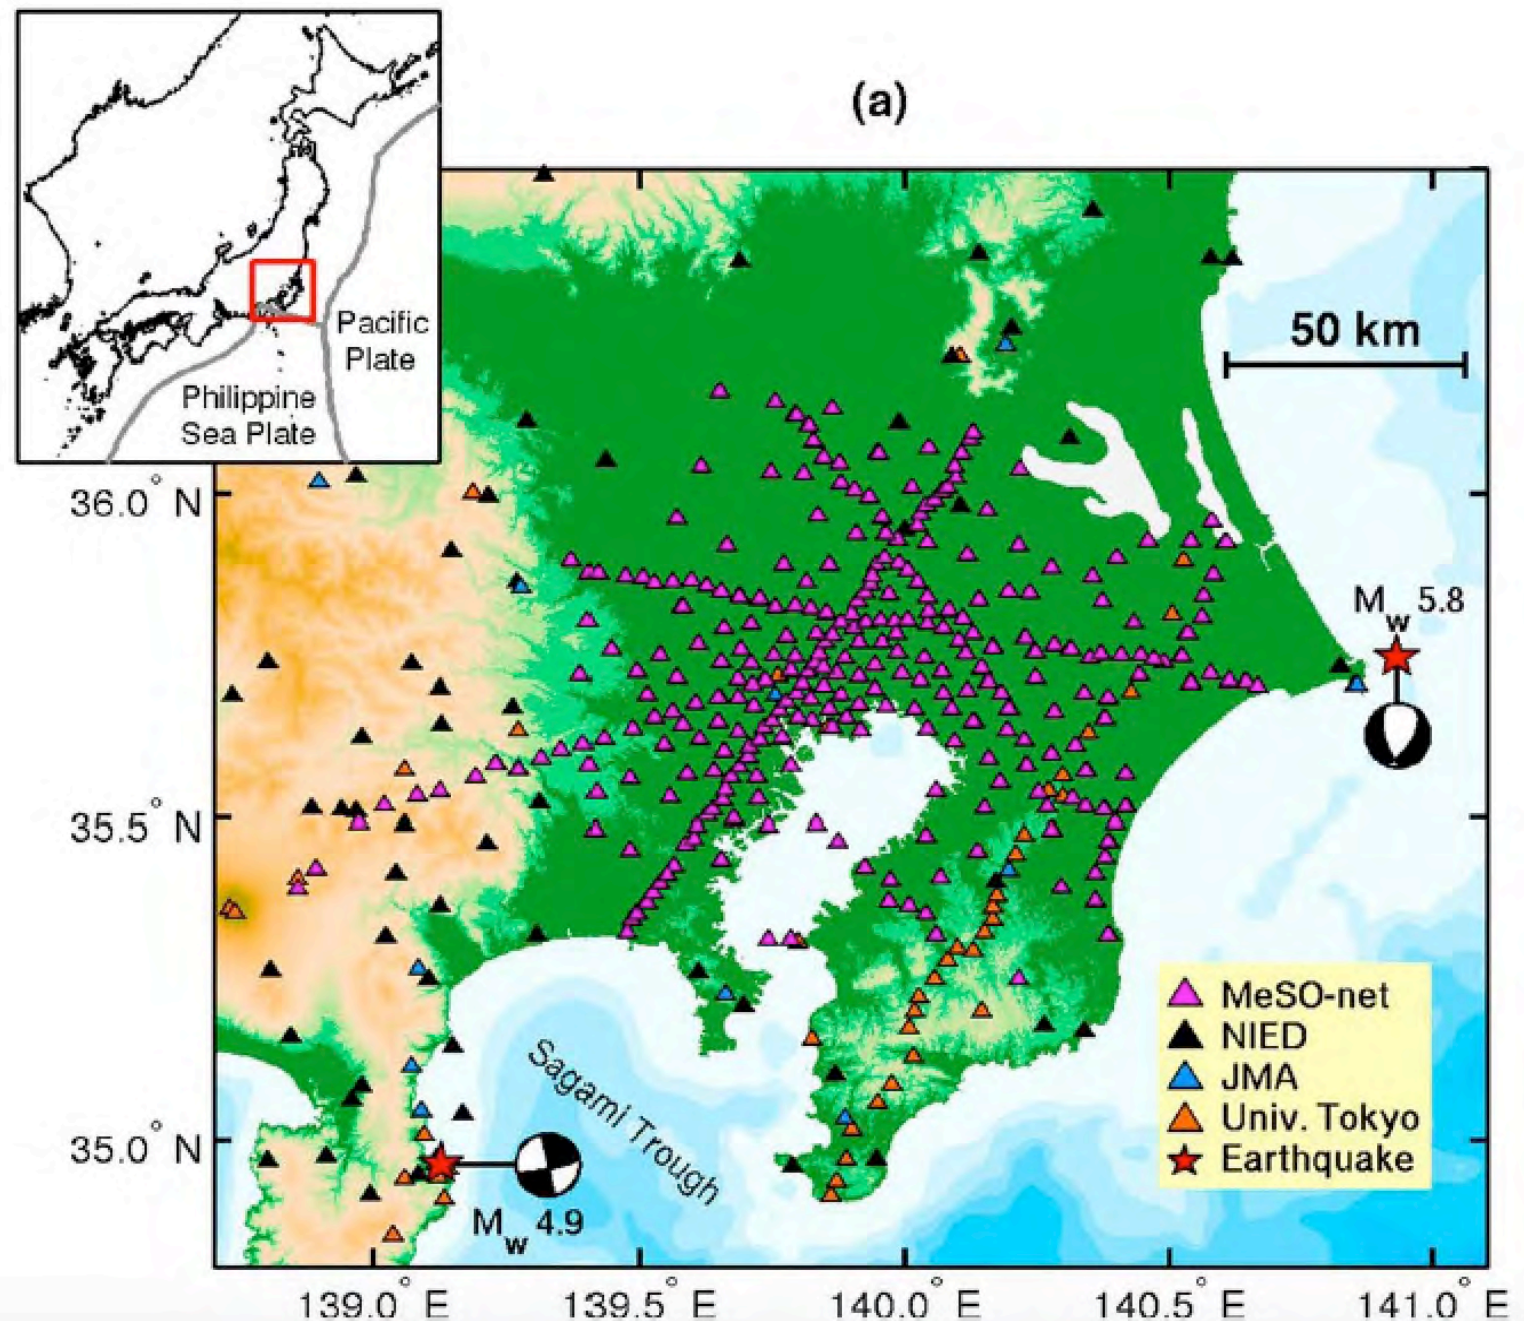 (a)
Pacific
Plate
Philippine
Sea Plate
50 km
36.0° N
Mw 5.8
35.5° N
MeSO-net
NIED
JMA
Univ. Tokyo
Earthquake
Sagami Trough
35.0° N
Mw 4.9
139.0° E
139.5° E
140.0° E
140.5° E
141.0° E